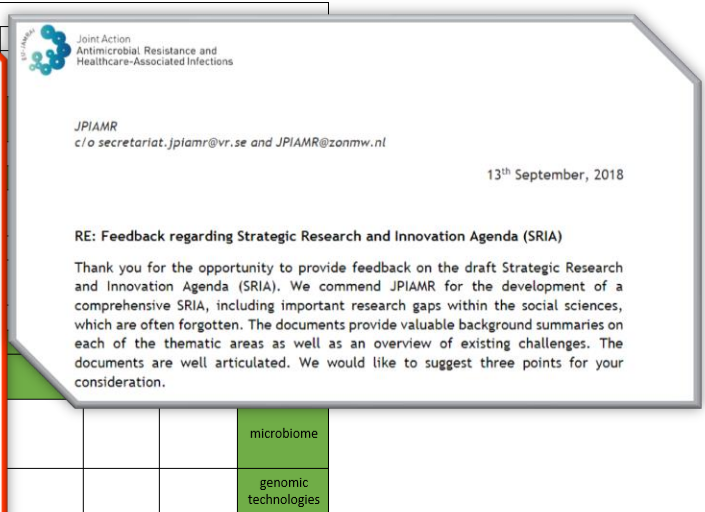 EU-JAMRAI
Joint Action
Antimicrobial Resistance and
Healthcare-Associated Infections
JPIAMR
c/o secretariat.jpiamr@vr.se and JPIAMR@zonmw.nl
13th September, 2018
RE: Feedback regarding Strategic Research and Innovation Agenda (SRIA)
Thank you for the opportunity to provide feedback on the draft Strategic Research
and Innovation Agenda (SRIA). We commend JPIAMR for the development of a
comprehensive SRIA, including important research gaps within the social sciences,
which are often forgotten. The documents provide valuable background summaries on
each of the thematic areas as well as an overview of existing challenges. The
documents are well articulated. We would like to suggest three points for your
consideration.
microbiome
genomic
technologies